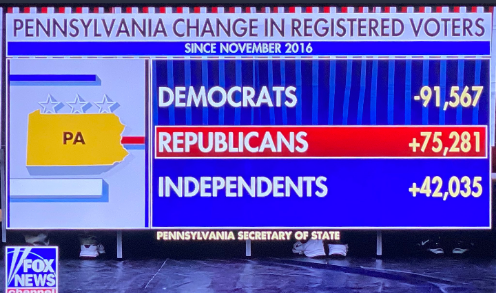 PENNSYLVANIA CHANGE IN REGISTERED VOTERS
SINCE NOVEMBER 2016
PA
DEMOCRATS -91,567
REPUBLICANS +75,281
INDEPENDENTS +42,035
PENNSYLVANIA SECRETARY OF STATE
FOX
NEWS
channel